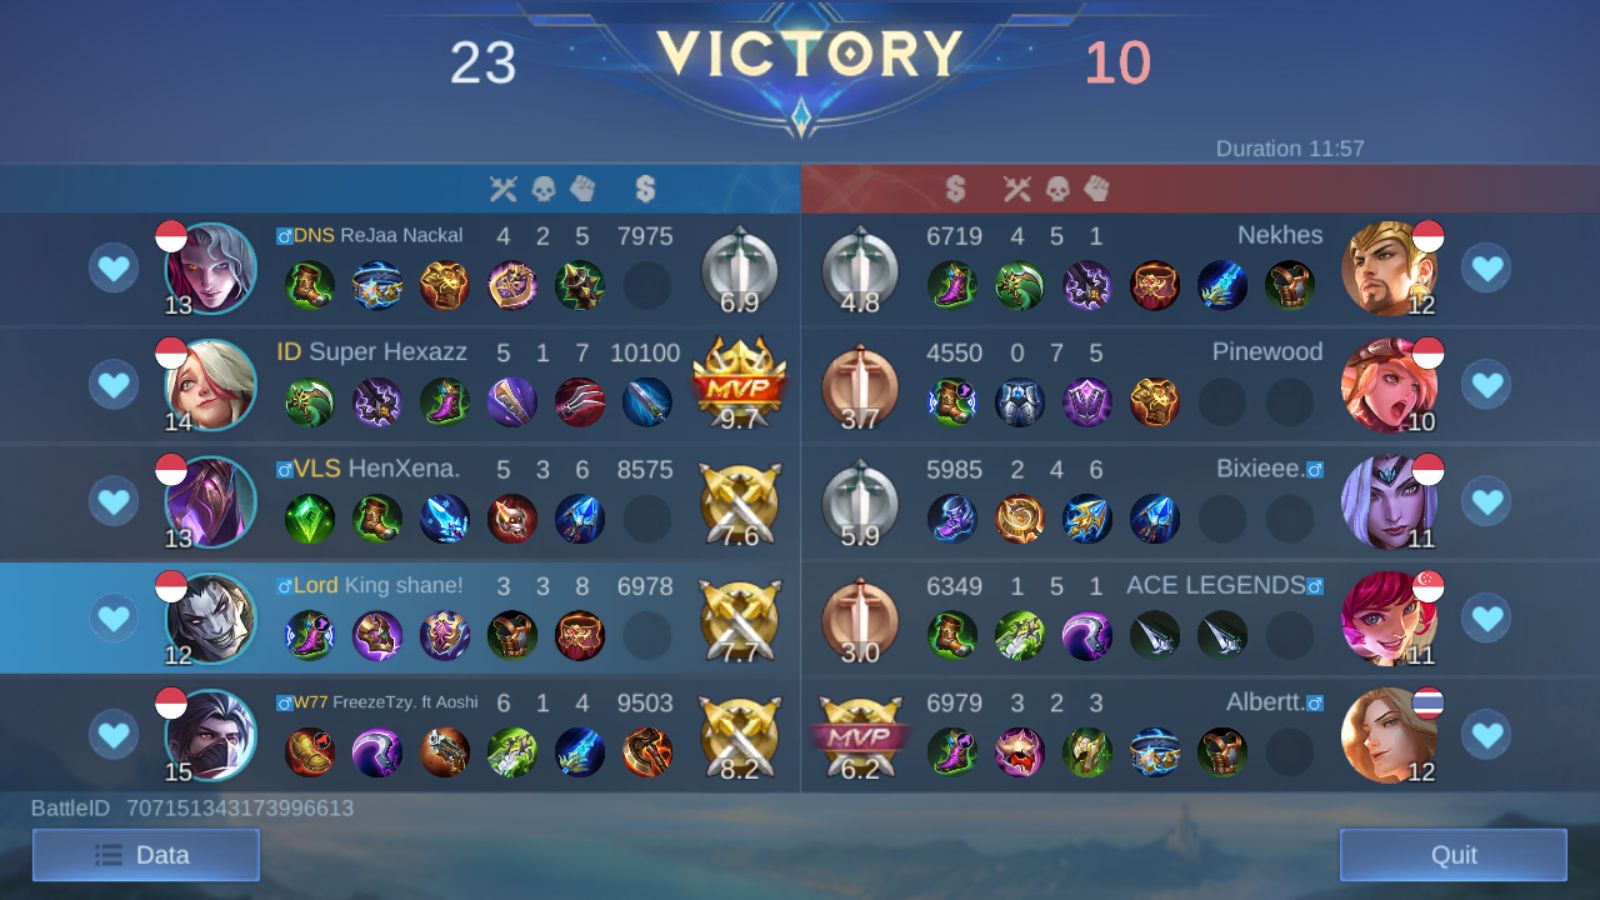 23 VICTORY 10
Duration 11:57
DNS ReJaa Nackal 4 2 5 7975
13 6.9
6719 4 5 1 Nekhes
4.8 12
ID Super Hexazz 5 1 7 10100
14 MVP 9.7
4550 0 7 5 Pinewood
3.7 10
VLS HenXena. 5 3 6 8575
13 7.6
5985 2 4 6 Bixieee.
5.9 11
Lord King shane! 3 3 8 6978
12 7.7
6349 1 5 1 ACE LEGENDS
3.0 11
W77 FreezeTzy. ft Aoshi 6 1 4 9503
15 8.2
6979 3 2 3 Albertt.
MVP 6.2 12
BattleID 707151343173996613
Data
Quit